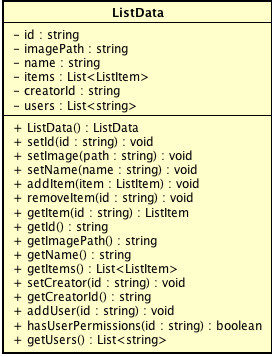 ListData
- id : string
- imagePath : string
- name : string
- items : List<ListItem>
- creatorId : string
- users : List<string>
+ ListData() : ListData
+ setId(id : string) : void
+ setImage(path : string) : void
+ setName(name : string) : void
+ addItem(item : ListItem) : void
+ removeItem(id : string) : void
+ getItem(id : string) : ListItem
+ getId() : string
+ getImagePath() : string
+ getName() : string
+ getItems() : List<ListItem>
+ setCreator(id : string) : void
+ getCreatorId() : string
+ addUser(id : string) : void
+ hasUserPermissions(id : string) : boolean
+ getUsers() : List<string>